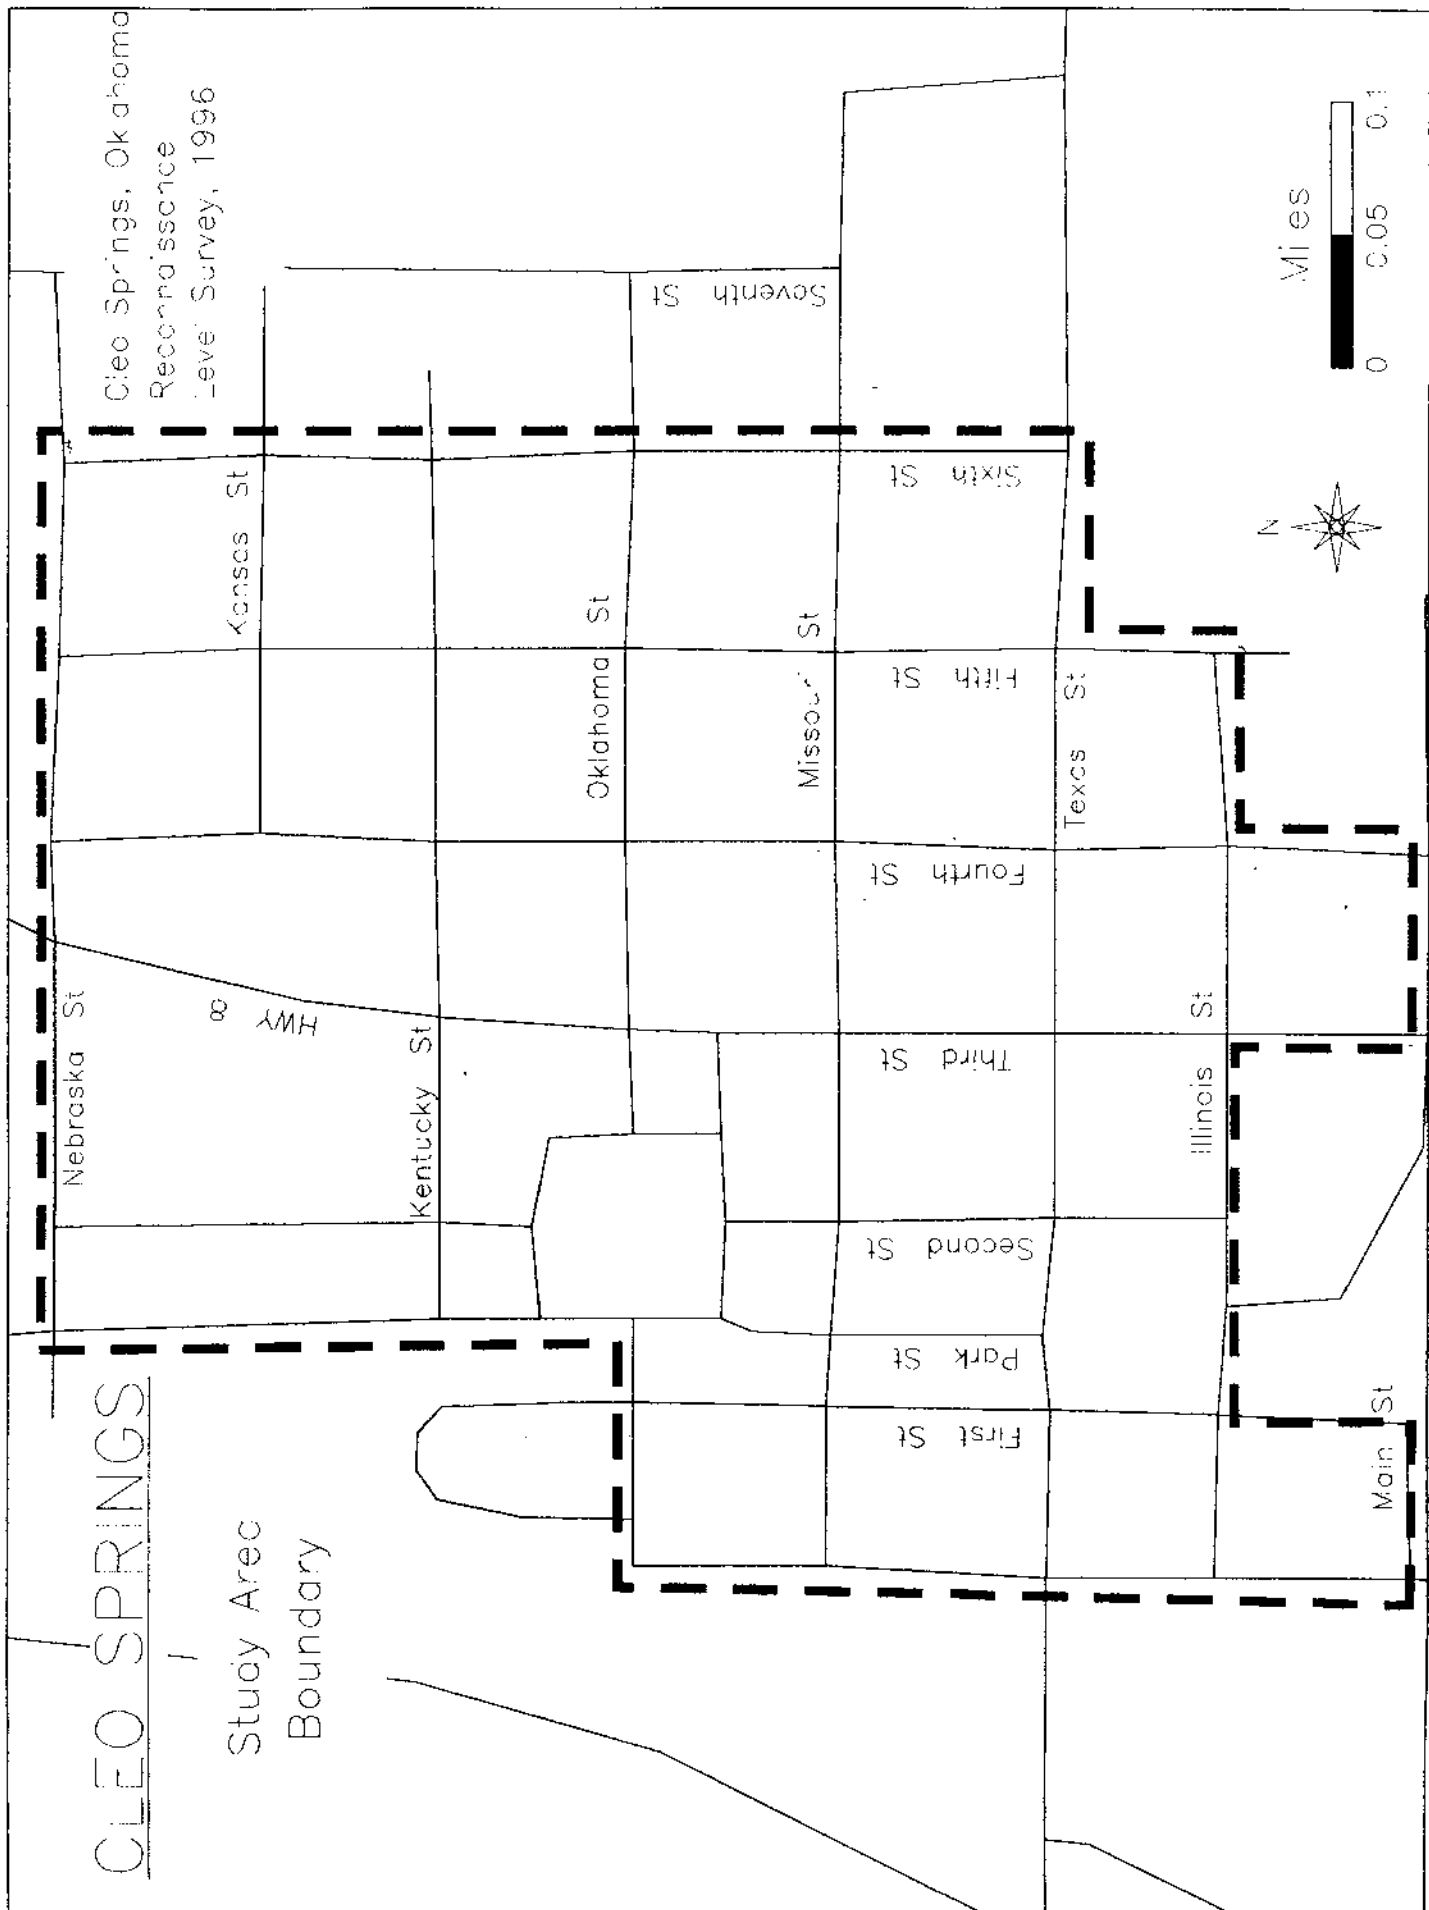 CLEO SPRINGS
Study Area
Boundary
Cleo Springs, Oklahoma
Reconnaissance
Level Survey, 1996
Nebraska St
HWY 8
Kansas St
Kentucky St
Oklahoma St
Seventh St
Missouri St
First St
Park St
Second St
Third St
Fourth St
Fifth St
Sixth St
Texas St
Illinois St
Main St
N
Miles
0 0.05 0.1